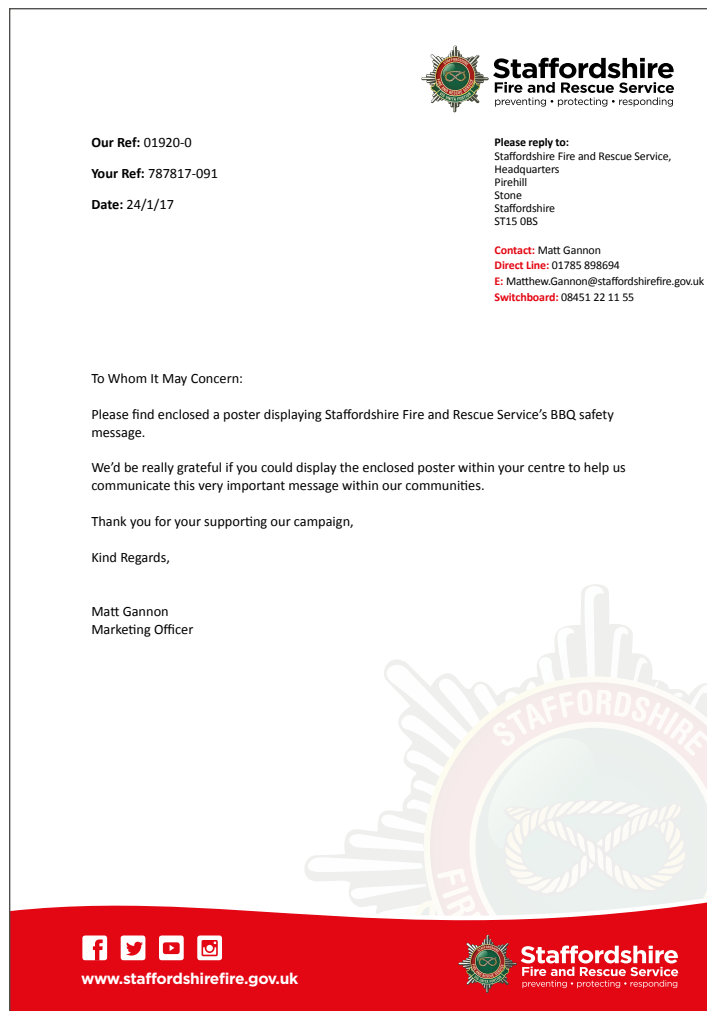 Staffordshire
Fire and Rescue Service
preventing • protecting • responding
Our Ref: 01920-0
Your Ref: 787817-091
Date: 24/1/17
Please reply to:
Staffordshire Fire and Rescue Service,
Headquarters
Pirehill
Stone
Staffordshire
ST15 0BS
Contact: Matt Gannon
Direct Line: 01785 898694
E: Matthew.Gannon@staffordshirefire.gov.uk
Switchboard: 08451 22 11 55
To Whom It May Concern:
Please find enclosed a poster displaying Staffordshire Fire and Rescue Service's BBQ safety
message.
We'd be really grateful if you could display the enclosed poster within your centre to help us
communicate this very important message within our communities.
Thank you for your supporting our campaign,
Kind Regards,
Matt Gannon
Marketing Officer
STAFFORDSHIRE
www.staffordshirefire.gov.uk
Staffordshire
Fire and Rescue Service
preventing • protecting • responding